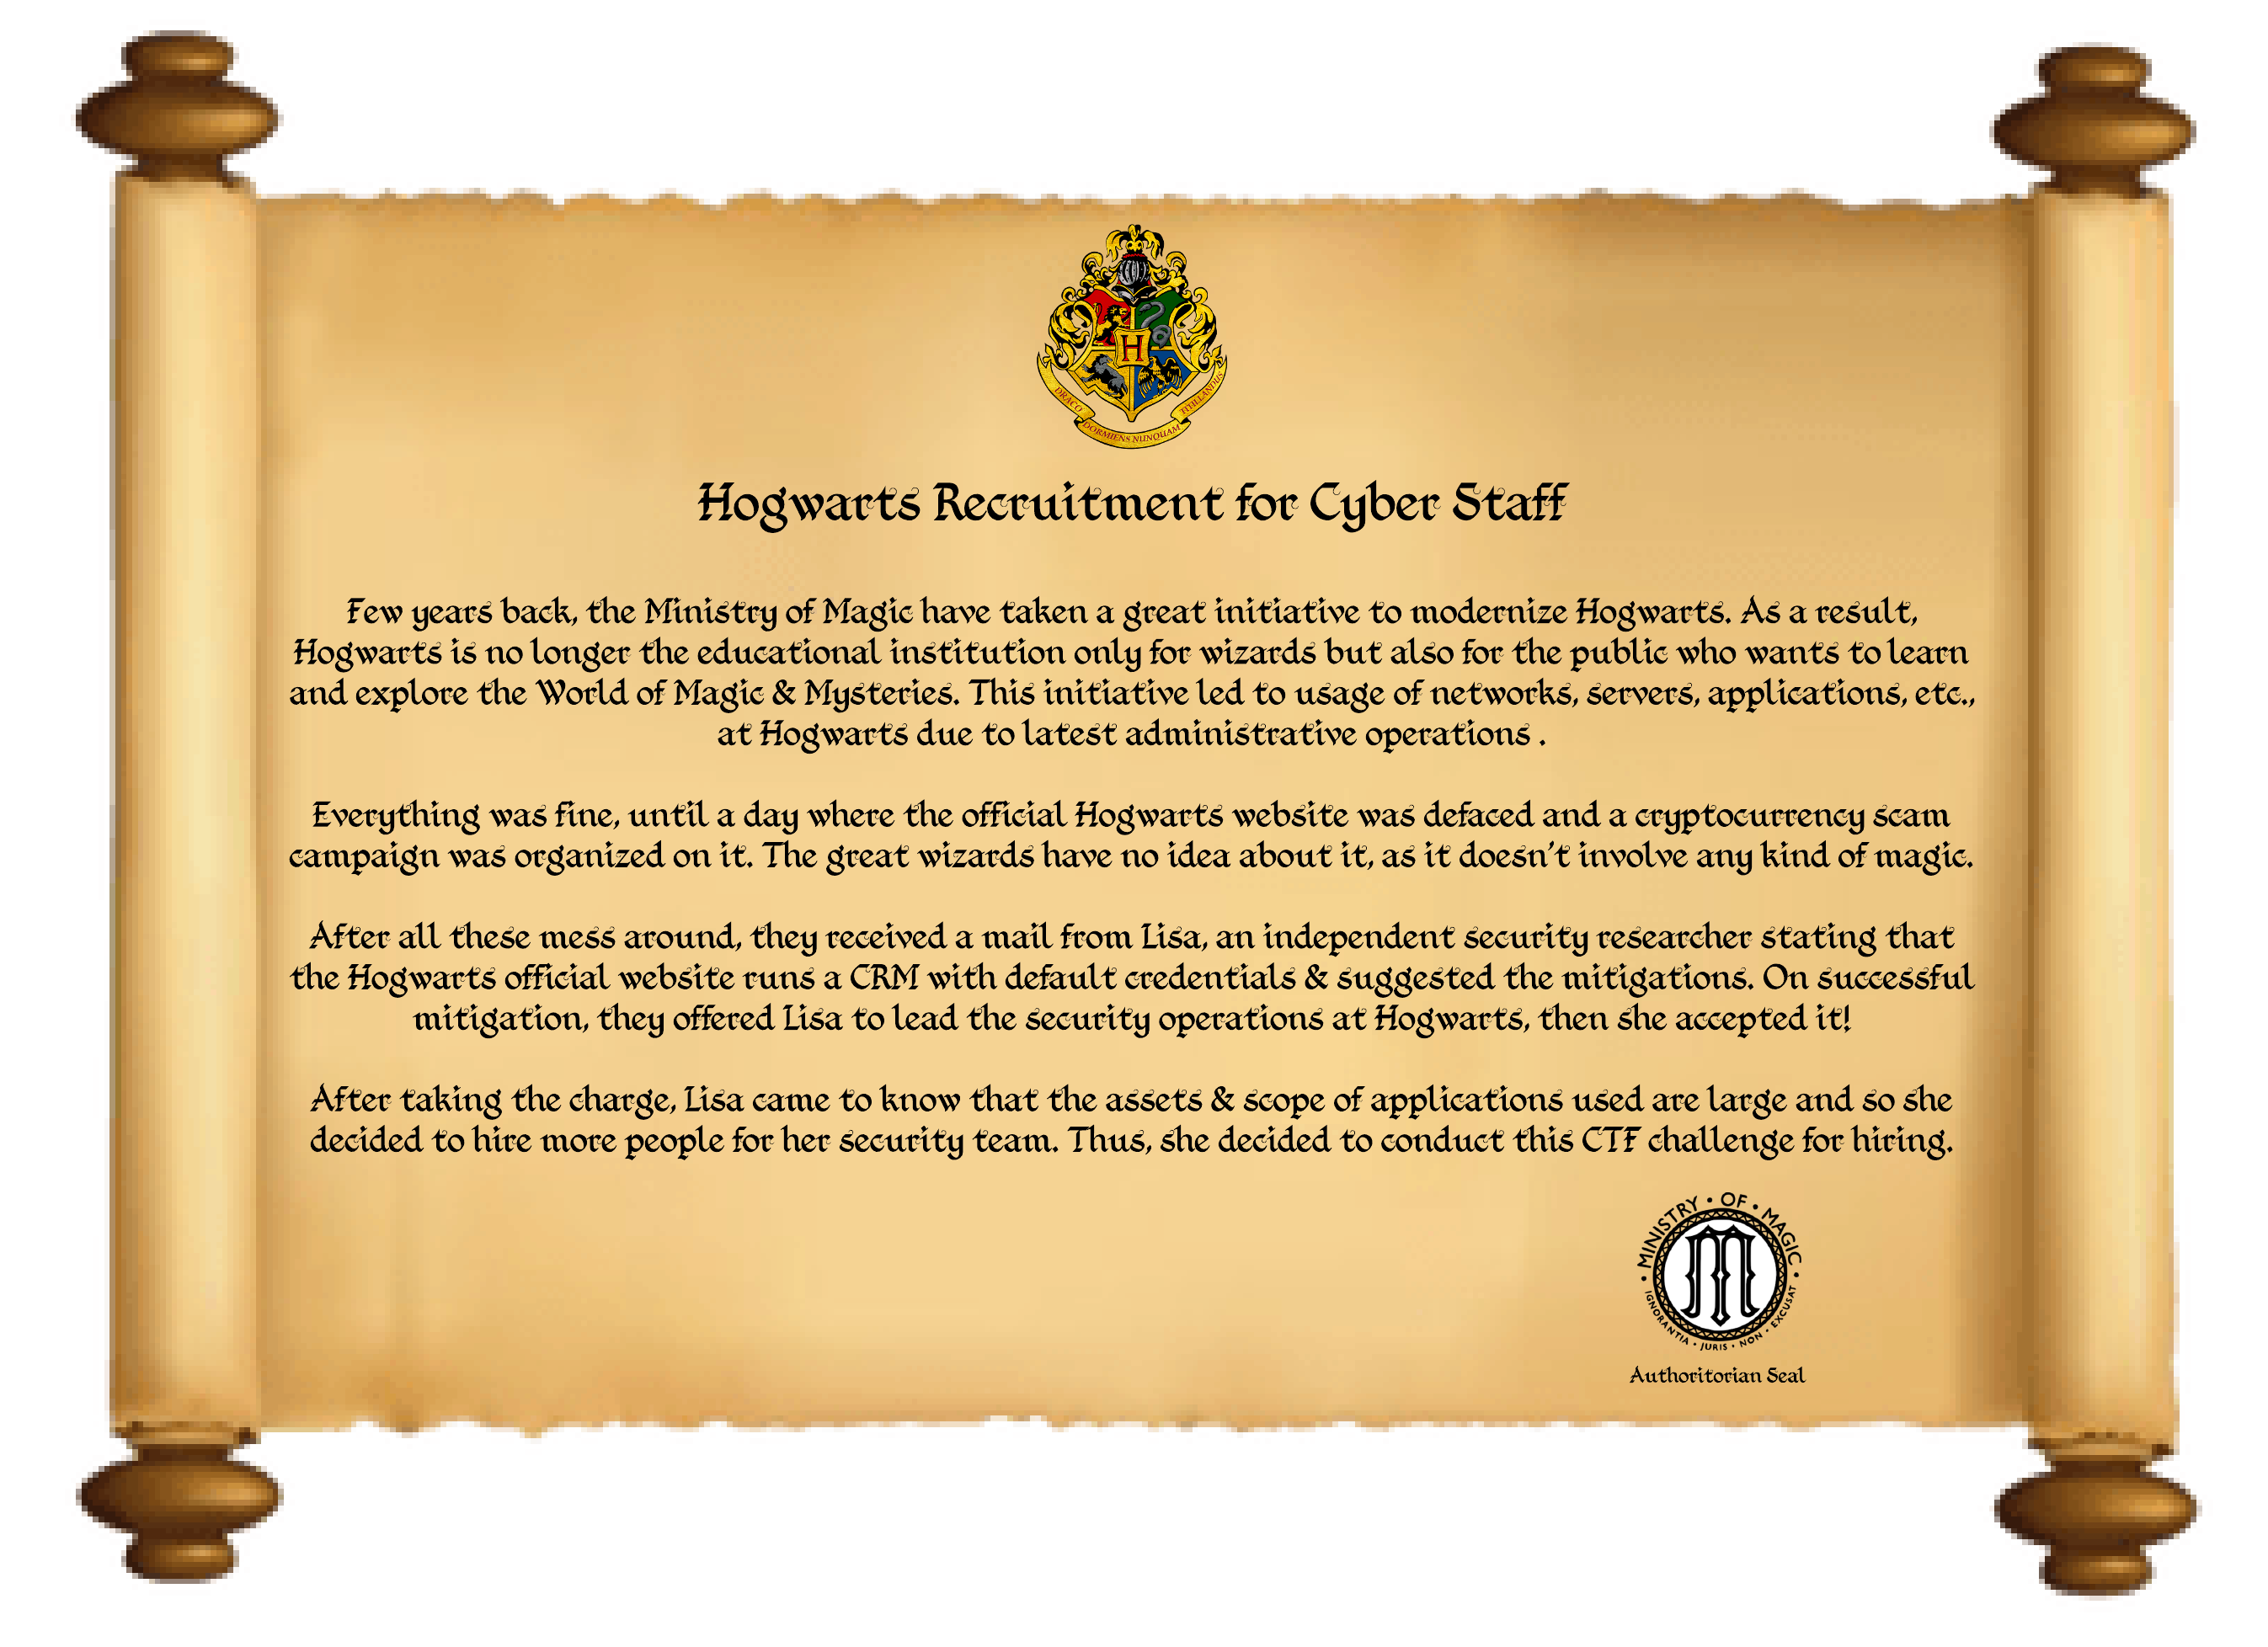 H
DRACO DORMIENS NUNQUAM TITILLANDUS
Hogwarts Recruitment for Cyber Staff
Few years back, the Ministry of Magic have taken a great initiative to modernize Hogwarts. As a result,
Hogwarts is no longer the educational institution only for wizards but also for the public who wants to learn
and explore the World of Magic & Mysteries. This initiative led to usage of networks, servers, applications, etc.,
at Hogwarts due to latest administrative operations .
Everything was fine, until a day where the official Hogwarts website was defaced and a cryptocurrency scam
campaign was organized on it. The great wizards have no idea about it, as it doesn't involve any kind of magic.
After all these mess around, they received a mail from Lisa, an independent security researcher stating that
the Hogwarts official website runs a CRM with default credentials & suggested the mitigations. On successful
mitigation, they offered Lisa to lead the security operations at Hogwarts, then she accepted it!
After taking the charge, Lisa came to know that the assets & scope of applications used are large and so she
decided to hire more people for her security team. Thus, she decided to conduct this CTF challenge for hiring.
• MINISTRY • OF • MAGIC •
M
IGNORANTIA • JURIS • NON • EXCUSAT
Authoritorian Seal